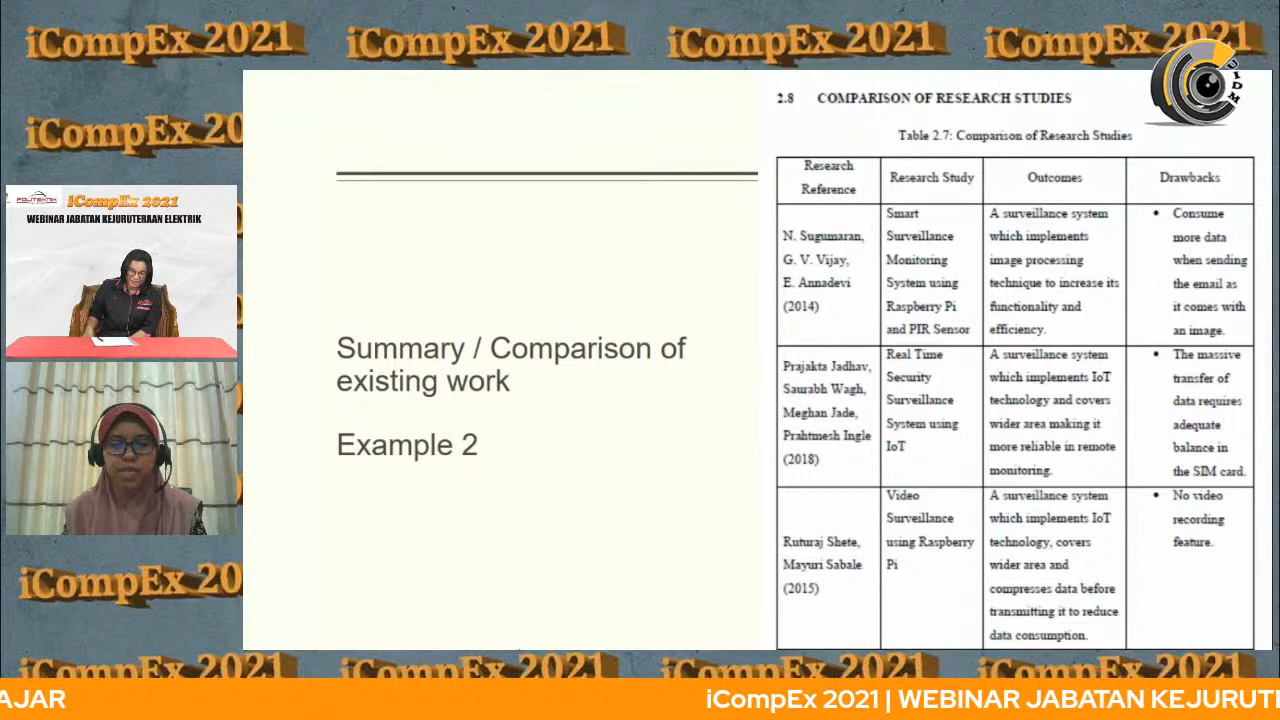 iCompEx 2021 iCompEx 2021 iCompEx 2021 iCompEx 2021
iCompEx 20
UIDM
POLITEKNIK
iCompEx 2021
WEBINAR JABATAN KEJURUTERAAN ELEKTRIK
Summary / Comparison of
existing work
Example 2
2.8 COMPARISON OF RESEARCH STUDIES
Table 2.7: Comparison of Research Studies
Research
Reference
Research Study
Outcomes
Drawbacks
N. Sugumaran,
G. V. Vijay,
E. Annadevi
(2014)
Smart
Surveillance
Monitoring
System using
Raspberry Pi
and PIR Sensor
A surveillance system
which implements
image processing
technique to increase its
functionality and
efficiency.
• Consume
more data
when sending
the email as
it comes with
an image.
Prajakta Jadhav,
Saurabh Wagh,
Meghan Jade,
Prahtmesh Ingle
(2018)
Real Time
Security
Surveillance
System using
IoT
A surveillance system
which implements IoT
technology and covers
wider area making it
more reliable in remote
monitoring.
• The massive
transfer of
data requires
adequate
balance in
the SIM card.
Ruturaj Shete,
Mayuri Sabale
(2015)
Video
Surveillance
using Raspberry
Pi
A surveillance system
which implements IoT
technology, covers
wider area and
compresses data before
transmitting it to reduce
data consumption.
• No video
recording
feature.
iCompEx 20
iCompEx 2021 iCompEx 2021 iCompEx 2021 iCompEx 2021
AJAR
iCompEx 2021 | WEBINAR JABATAN KEJURUT